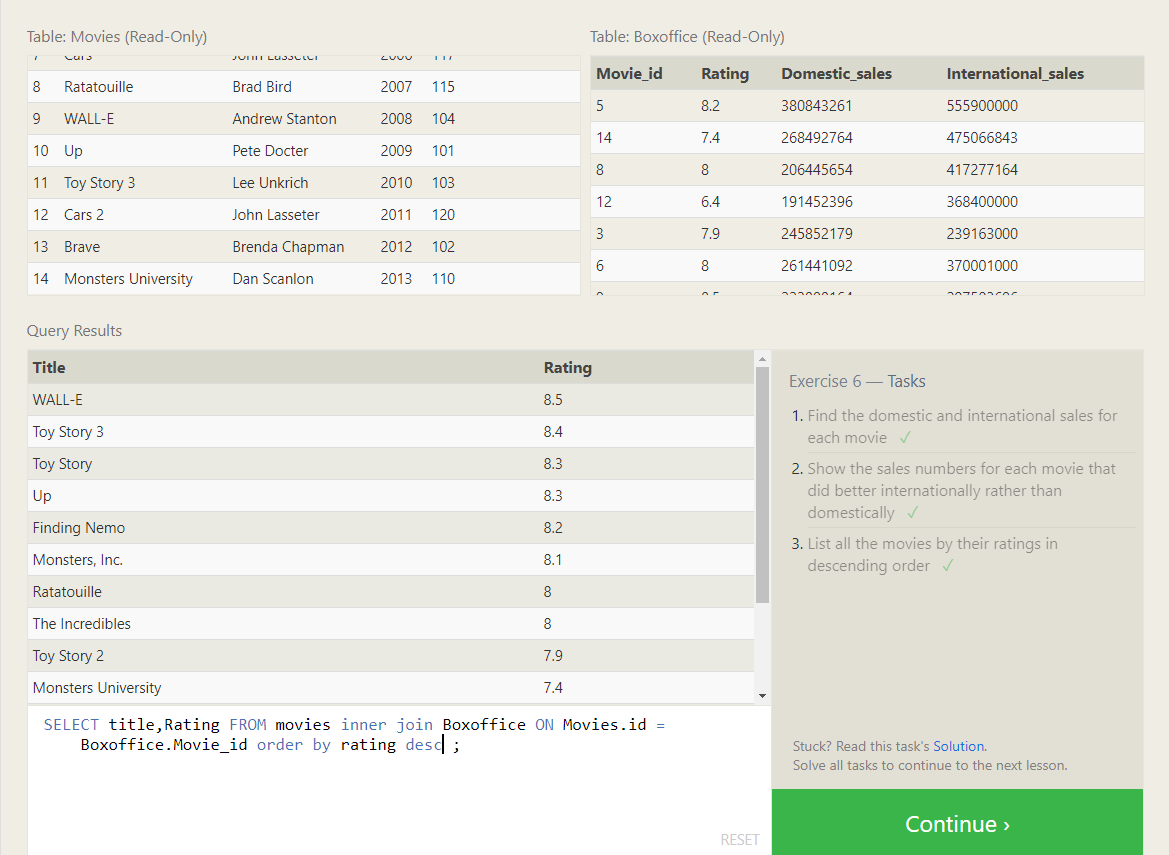 Table: Movies (Read-Only)
7 Cars John Lasseter 2006 117
8 Ratatouille Brad Bird 2007 115
9 WALL-E Andrew Stanton 2008 104
10 Up Pete Docter 2009 101
11 Toy Story 3 Lee Unkrich 2010 103
12 Cars 2 John Lasseter 2011 120
13 Brave Brenda Chapman 2012 102
14 Monsters University Dan Scanlon 2013 110
Table: Boxoffice (Read-Only)
Movie_id Rating Domestic_sales International_sales
5 8.2 380843261 555900000
14 7.4 268492764 475066843
8 8 206445654 417277164
12 6.4 191452396 368400000
3 7.9 245852179 239163000
6 8 261441092 370001000
Query Results
Title Rating
WALL-E 8.5
Toy Story 3 8.4
Toy Story 8.3
Up 8.3
Finding Nemo 8.2
Monsters, Inc. 8.1
Ratatouille 8
The Incredibles 8
Toy Story 2 7.9
Monsters University 7.4
SELECT title,Rating FROM movies inner join Boxoffice ON Movies.id =
Boxoffice.Movie_id order by rating desc ;
RESET
Exercise 6 — Tasks
1. Find the domestic and international sales for
each movie ✓
2. Show the sales numbers for each movie that
did better internationally rather than
domestically ✓
3. List all the movies by their ratings in
descending order ✓
Stuck? Read this task's Solution.
Solve all tasks to continue to the next lesson.
Continue ›